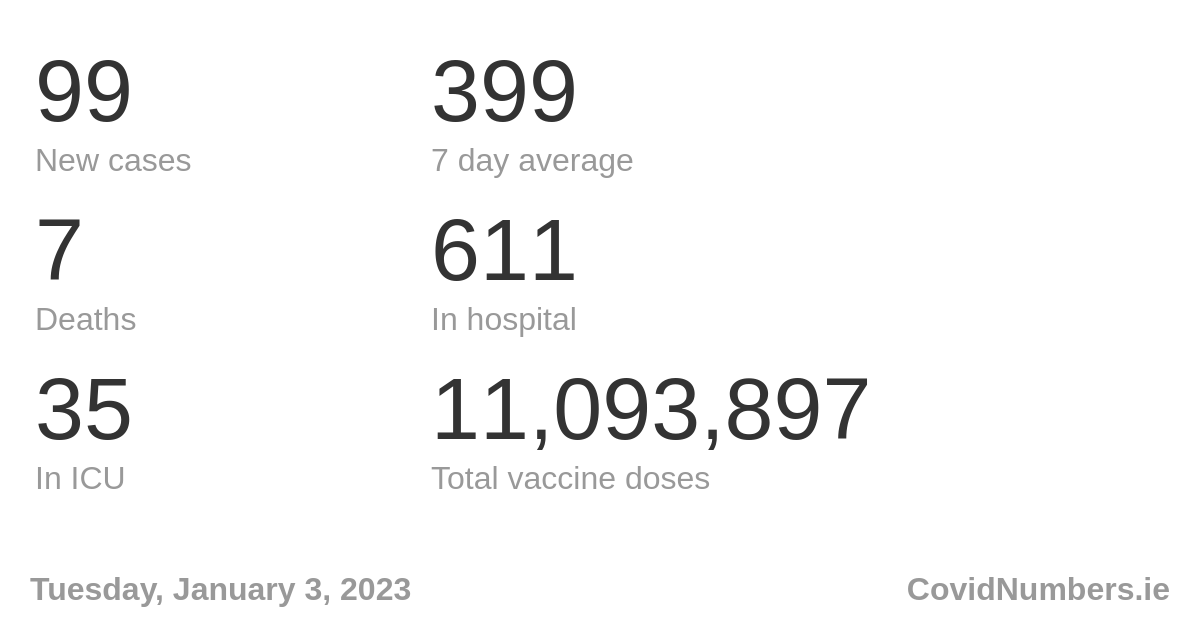 99
New cases
399
7 day average
7
Deaths
611
In hospital
35
In ICU
11,093,897
Total vaccine doses
Tuesday, January 3, 2023
CovidNumbers.ie